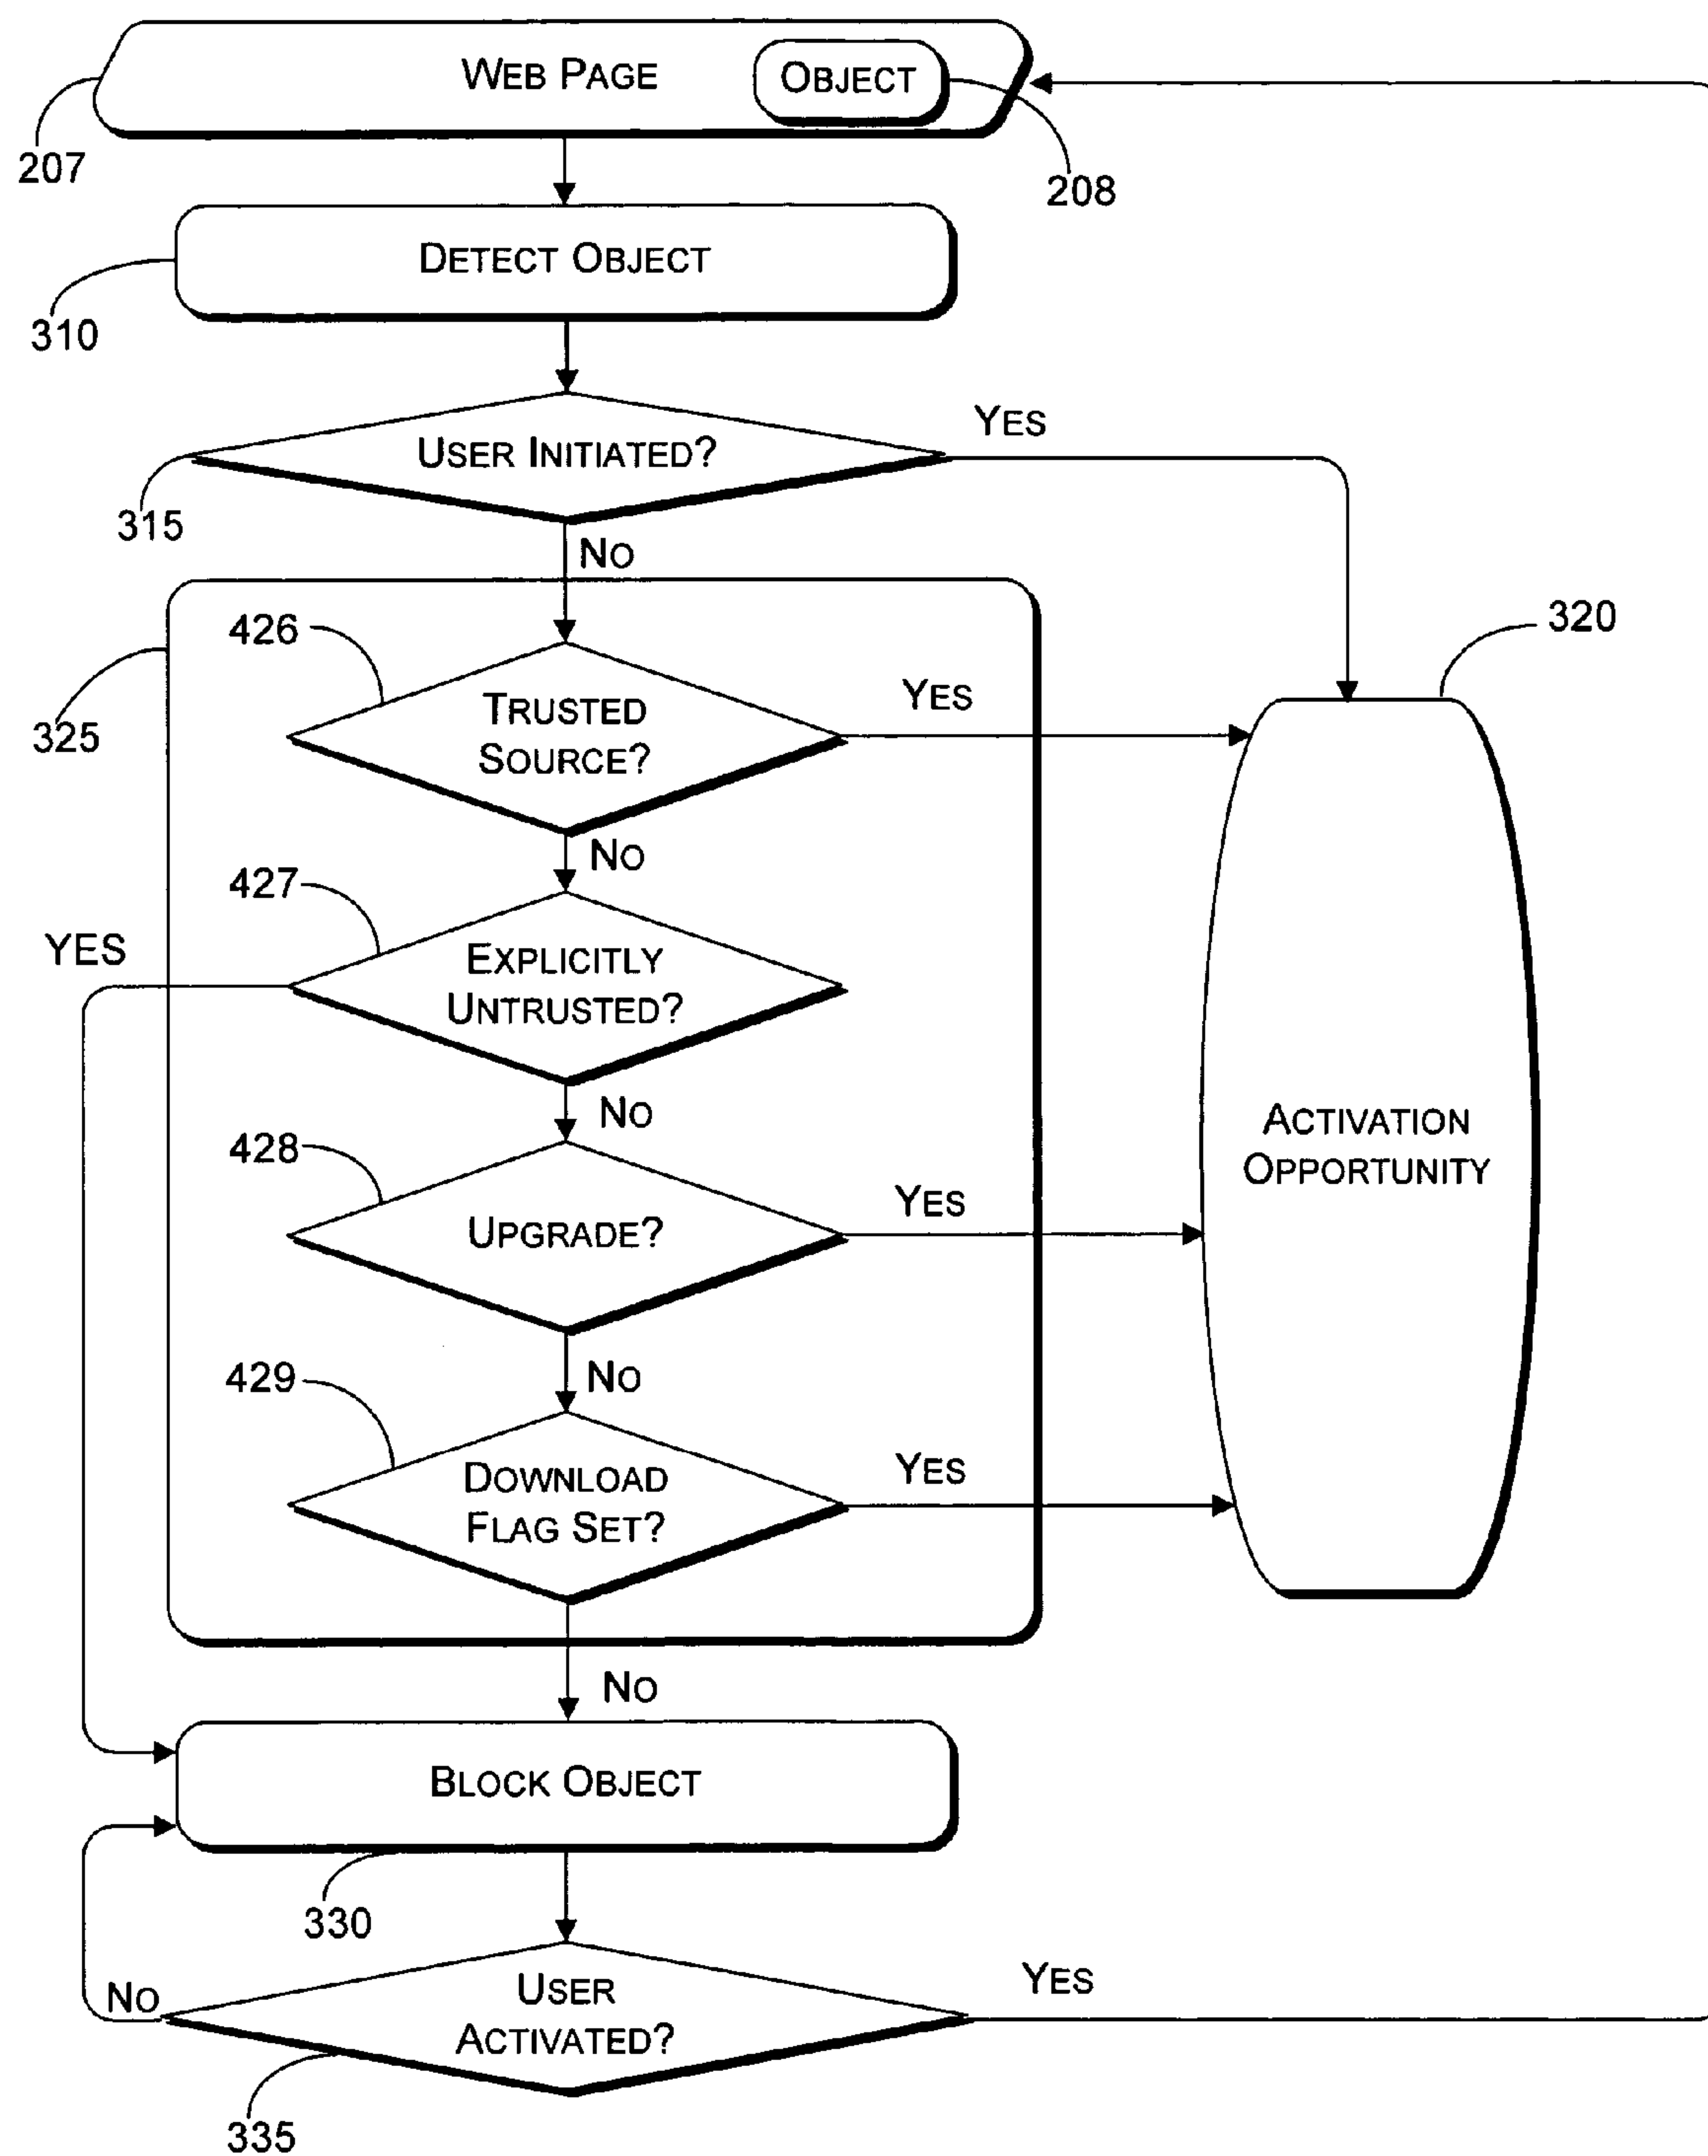 WEB PAGE
OBJECT
207
208
DETECT OBJECT
310
USER INITIATED?
YES
315
NO
426
325
TRUSTED
SOURCE?
YES
320
NO
427
YES
EXPLICITLY
UNTRUSTED?
NO
428
UPGRADE?
YES
ACTIVATION
OPPORTUNITY
NO
429
DOWNLOAD
FLAG SET?
YES
NO
BLOCK OBJECT
330
NO
USER
ACTIVATED?
YES
335